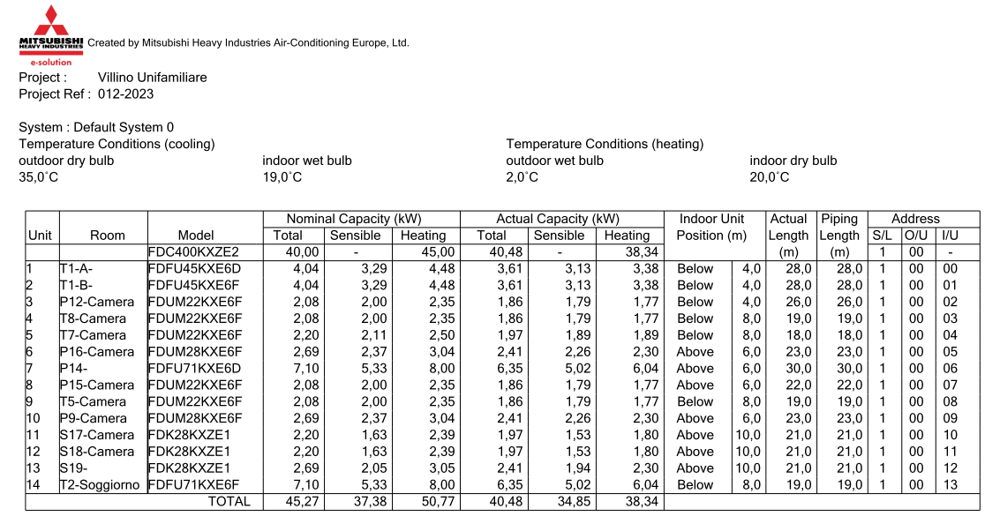 MITSUBISHI
HEAVY INDUSTRIES
e-solution
Created by Mitsubishi Heavy Industries Air-Conditioning Europe, Ltd.
Project : Villino Unifamiliare
Project Ref : 012-2023
System : Default System 0
Temperature Conditions (cooling) Temperature Conditions (heating)
outdoor dry bulb indoor wet bulb outdoor wet bulb indoor dry bulb
35,0°C 19,0°C 2,0°C 20,0°C
Nominal Capacity (kW) Actual Capacity (kW) Indoor Unit Actual Piping Address
Unit Room Model Total Sensible Heating Total Sensible Heating Position (m) Length Length S/L O/U I/U
FDC400KXZE2 40,00 - 45,00 40,48 - 38,34 (m) (m) 1 00 -
1 T1-A- FDFU45KXE6D 4,04 3,29 4,48 3,61 3,13 3,38 Below 4,0 28,0 28,0 1 00 00
2 T1-B- FDFU45KXE6F 4,04 3,29 4,48 3,61 3,13 3,38 Below 4,0 28,0 28,0 1 00 01
3 P12-Camera FDUM22KXE6F 2,08 2,00 2,35 1,86 1,79 1,77 Below 4,0 26,0 26,0 1 00 02
4 T8-Camera FDUM22KXE6F 2,08 2,00 2,35 1,86 1,79 1,77 Below 8,0 19,0 19,0 1 00 03
5 T7-Camera FDUM22KXE6F 2,20 2,11 2,50 1,97 1,89 1,89 Below 8,0 18,0 18,0 1 00 04
6 P16-Camera FDUM28KXE6F 2,69 2,37 3,04 2,41 2,26 2,30 Above 6,0 23,0 23,0 1 00 05
7 P14- FDFU71KXE6D 7,10 5,33 8,00 6,35 5,02 6,04 Above 6,0 30,0 30,0 1 00 06
8 P15-Camera FDUM22KXE6F 2,08 2,00 2,35 1,86 1,79 1,77 Above 6,0 22,0 22,0 1 00 07
9 T5-Camera FDUM22KXE6F 2,08 2,00 2,35 1,86 1,79 1,77 Below 8,0 19,0 19,0 1 00 08
10 P9-Camera FDUM28KXE6F 2,69 2,37 3,04 2,41 2,26 2,30 Above 6,0 23,0 23,0 1 00 09
11 S17-Camera FDK28KXZE1 2,20 1,63 2,39 1,97 1,53 1,80 Above 10,0 21,0 21,0 1 00 10
12 S18-Camera FDK28KXZE1 2,20 1,63 2,39 1,97 1,53 1,80 Above 10,0 21,0 21,0 1 00 11
13 S19- FDK28KXZE1 2,69 2,05 3,05 2,41 1,94 2,30 Above 10,0 21,0 21,0 1 00 12
14 T2-Soggiorno FDFU71KXE6F 7,10 5,33 8,00 6,35 5,02 6,04 Below 8,0 19,0 19,0 1 00 13
TOTAL 45,27 37,38 50,77 40,48 34,85 38,34